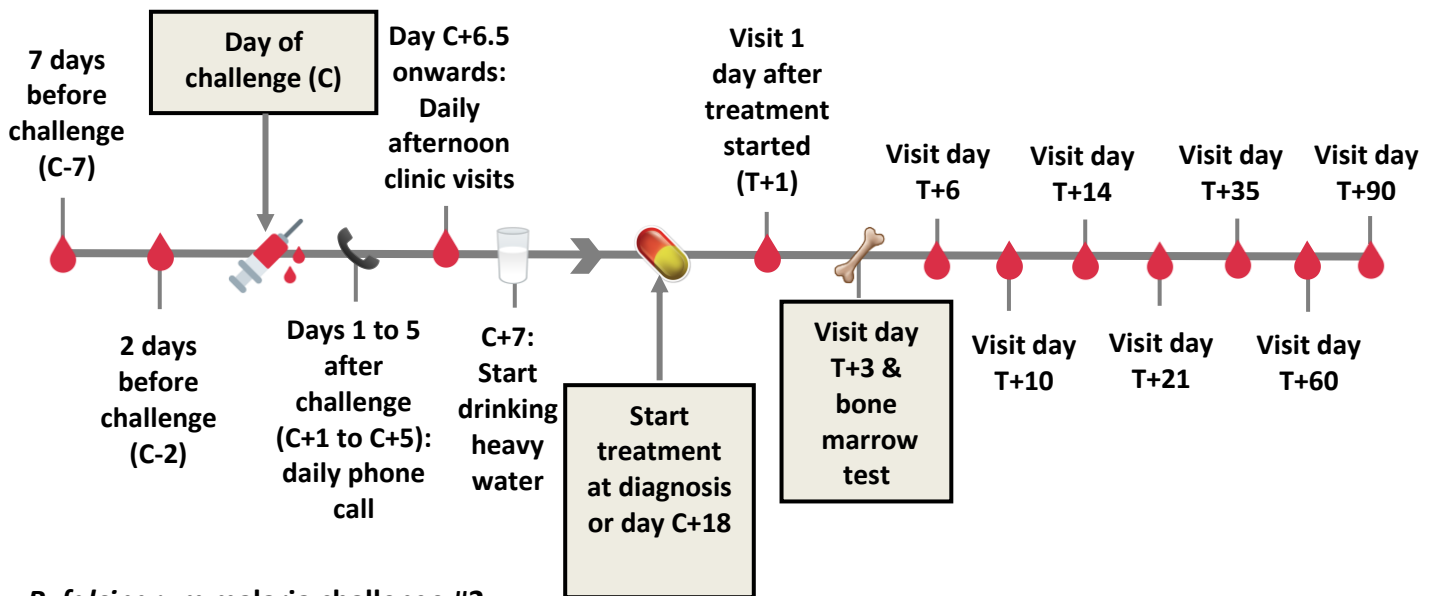 7 days
before
challenge
(C-7)
2 days
before
challenge
(C-2)
Day of
challenge (C)
Days 1 to 5
after
challenge
(C+1 to C+5):
daily phone
call
Day C+6.5
onwards:
Daily
afternoon
clinic visits
C+7:
Start
drinking
heavy
water
Start
treatment
at diagnosis
or day C+18
Visit 1
day after
treatment
started
(T+1)
Visit day
T+3 &
bone
marrow
test
Visit day
T+6
Visit day
T+10
Visit day
T+14
Visit day
T+21
Visit day
T+35
Visit day
T+60
Visit day
T+90